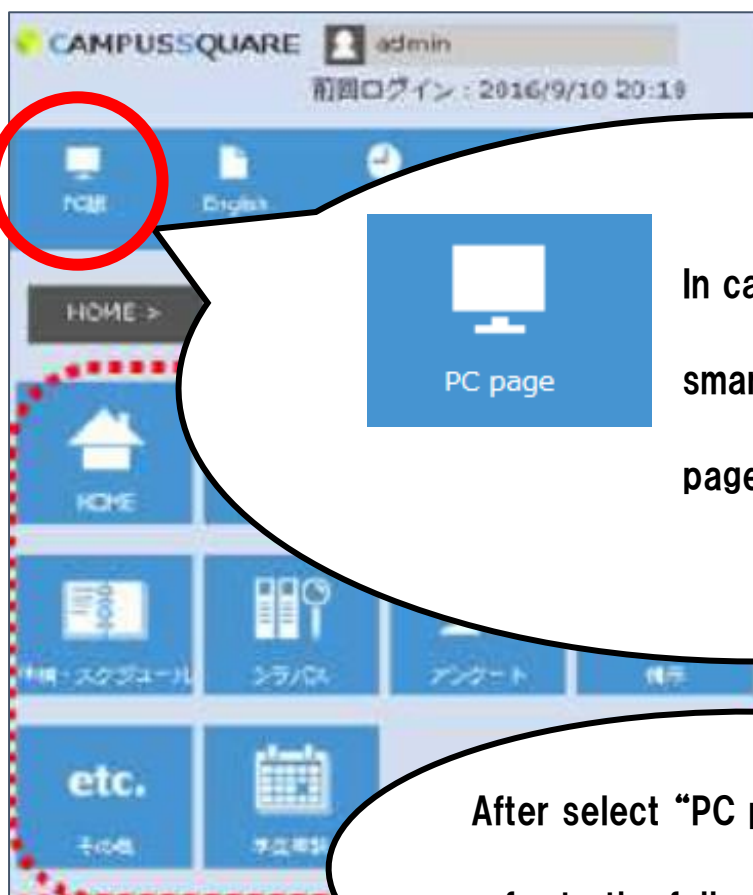 CAMPUSSQUARE admin
前回ログイン : 2016/9/10 20:19
PC版 English
HOME >
PC page
In ca
smar
page
HOME
シラバス アンケート 掲示
etc.
その他
After select “PC p